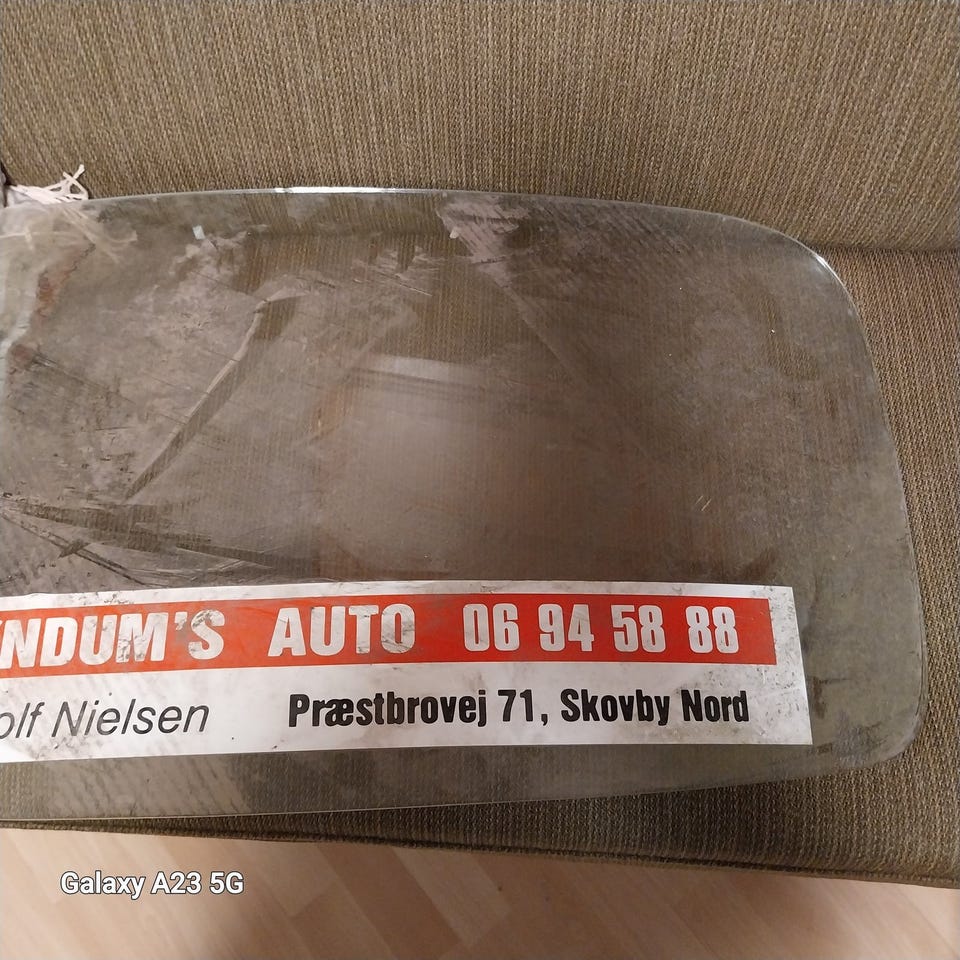 NDUM'S AUTO 06 94 58 88
olf Nielsen Præstbrovej 71, Skovby Nord
Galaxy A23 5G